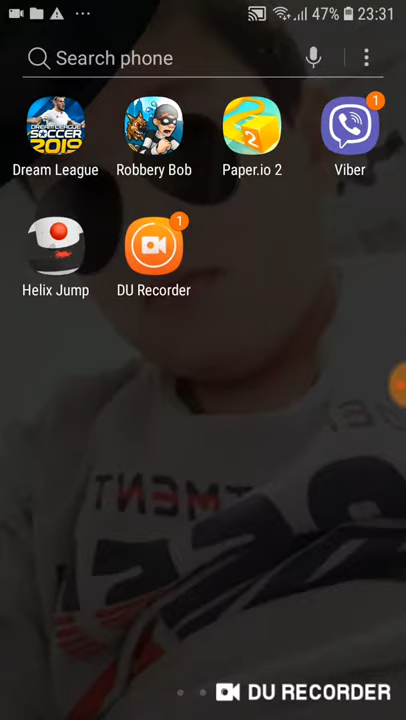 47% 23:31
Search phone
DREAM LEAGUE
SOCCER
2019
2
1
Dream League
Robbery Bob
Paper.io 2
Viber
1
Helix Jump
DU Recorder
DU RECORDER